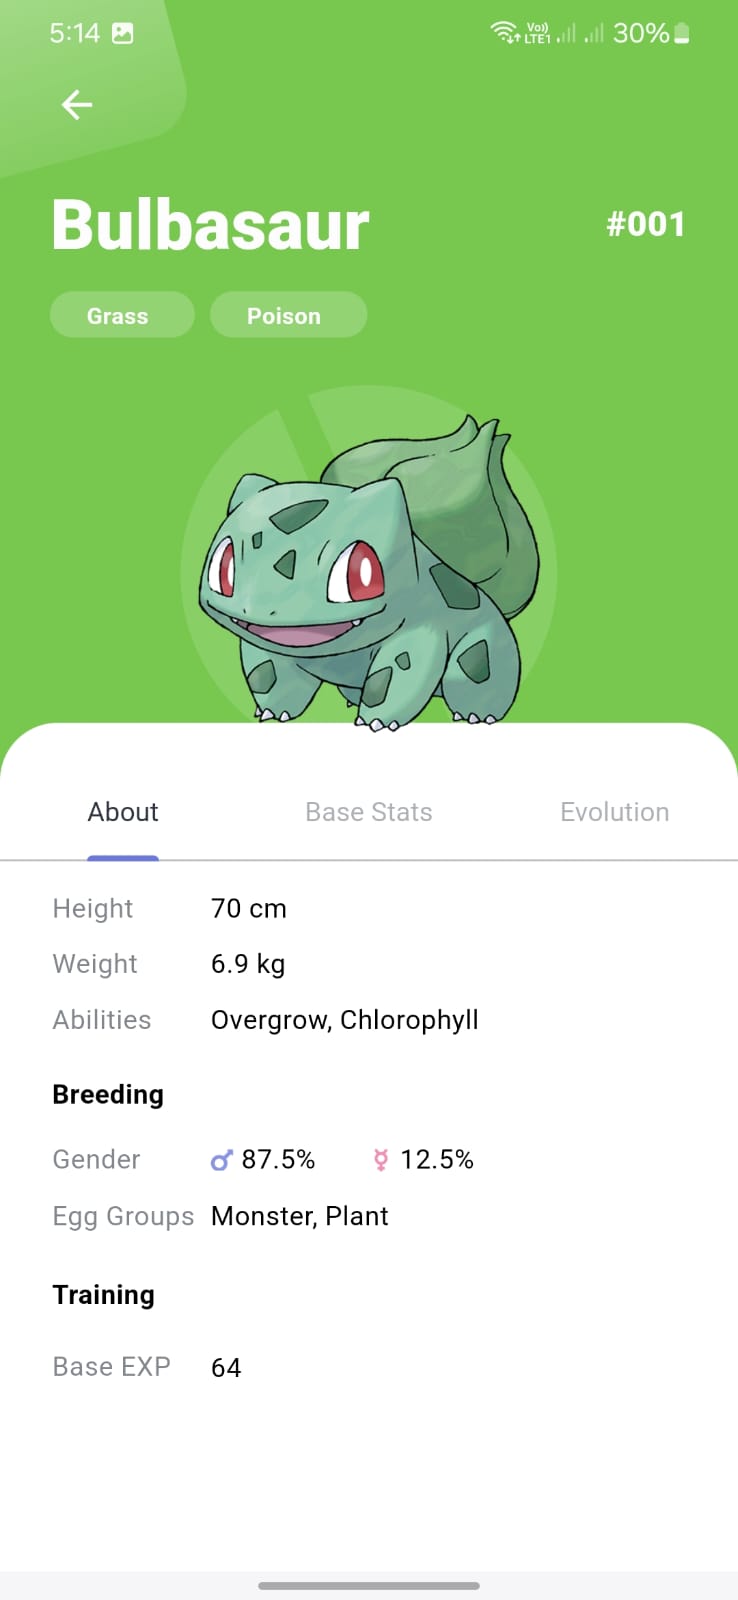 5:14 Vo)) LTE1 30%
Bulbasaur #001
Grass Poison
About Base Stats Evolution
Height 70 cm
Weight 6.9 kg
Abilities Overgrow, Chlorophyll
Breeding
Gender ♂ 87.5% ☿ 12.5%
Egg Groups Monster, Plant
Training
Base EXP 64